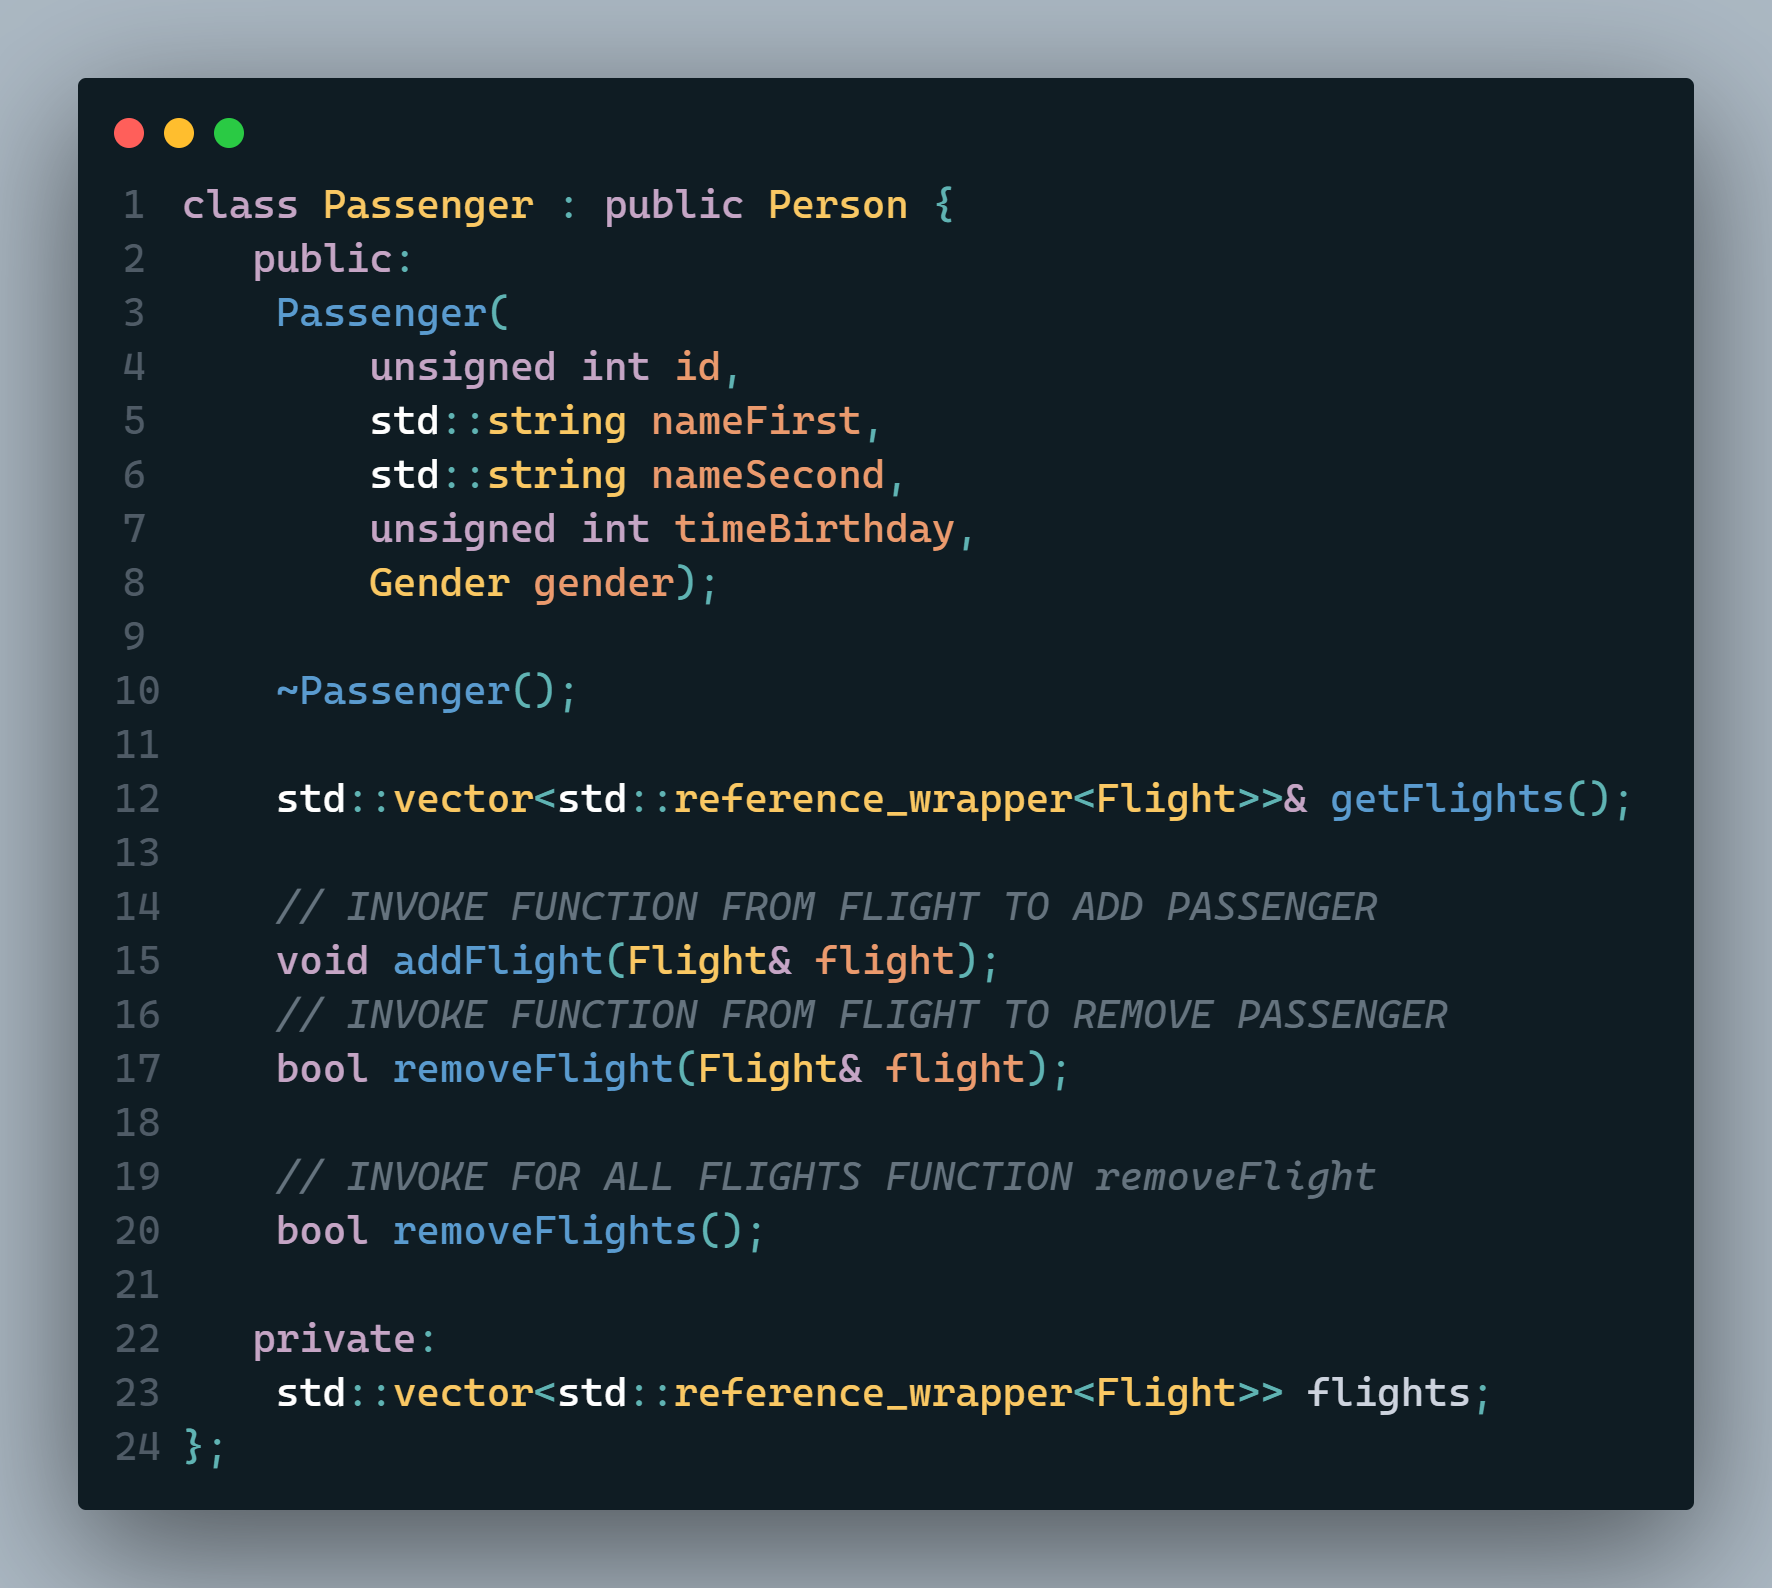 1 class Passenger : public Person {
2    public:
3     Passenger(
4         unsigned int id,
5         std::string nameFirst,
6         std::string nameSecond,
7         unsigned int timeBirthday,
8         Gender gender);
9
10     ~Passenger();
11
12     std::vector<std::reference_wrapper<Flight>>& getFlights();
13
14     // INVOKE FUNCTION FROM FLIGHT TO ADD PASSENGER
15     void addFlight(Flight& flight);
16     // INVOKE FUNCTION FROM FLIGHT TO REMOVE PASSENGER
17     bool removeFlight(Flight& flight);
18
19     // INVOKE FOR ALL FLIGHTS FUNCTION removeFlight
20     bool removeFlights();
21
22    private:
23     std::vector<std::reference_wrapper<Flight>> flights;
24 };